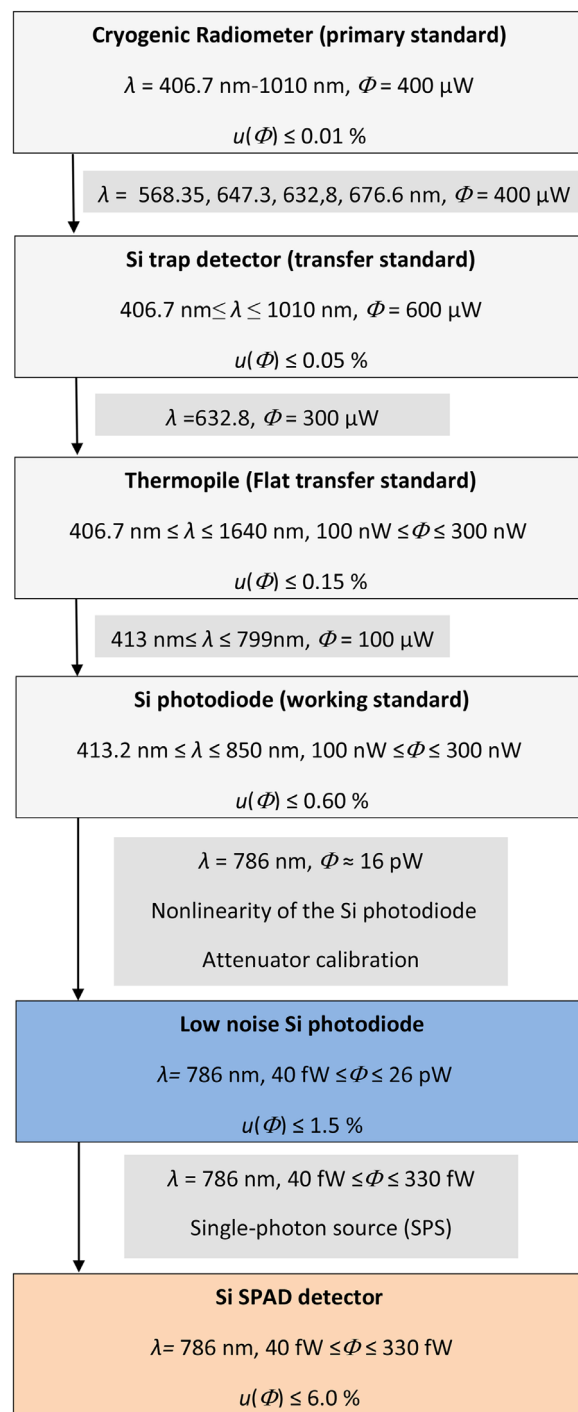 Cryogenic Radiometer (primary standard)
λ = 406.7 nm-1010 nm, Φ = 400 µW
u(Φ) ≤ 0.01 %
λ =  568.35, 647.3, 632,8, 676.6 nm, Φ = 400 µW
Si trap detector (transfer standard)
406.7 nm≤ λ ≤ 1010 nm, Φ = 600 µW
u(Φ) ≤ 0.05 %
λ =632.8, Φ = 300 µW
Thermopile (Flat transfer standard)
406.7 nm ≤ λ ≤ 1640 nm, 100 nW ≤Φ ≤ 300 nW
u(Φ) ≤ 0.15 %
413 nm≤ λ ≤ 799nm, Φ = 100 µW
Si photodiode (working standard)
413.2 nm ≤ λ ≤ 850 nm, 100 nW ≤Φ ≤ 300 nW
u(Φ) ≤ 0.60 %
λ = 786 nm, Φ ≈ 16 pW
Nonlinearity of the Si photodiode
Attenuator calibration
Low noise Si photodiode
λ= 786 nm, 40 fW ≤Φ ≤ 26 pW
u(Φ) ≤ 1.5 %
λ = 786 nm, 40 fW ≤Φ ≤ 330 fW
Single-photon source (SPS)
Si SPAD detector
λ= 786 nm, 40 fW ≤Φ ≤ 330 fW
u(Φ) ≤ 6.0 %